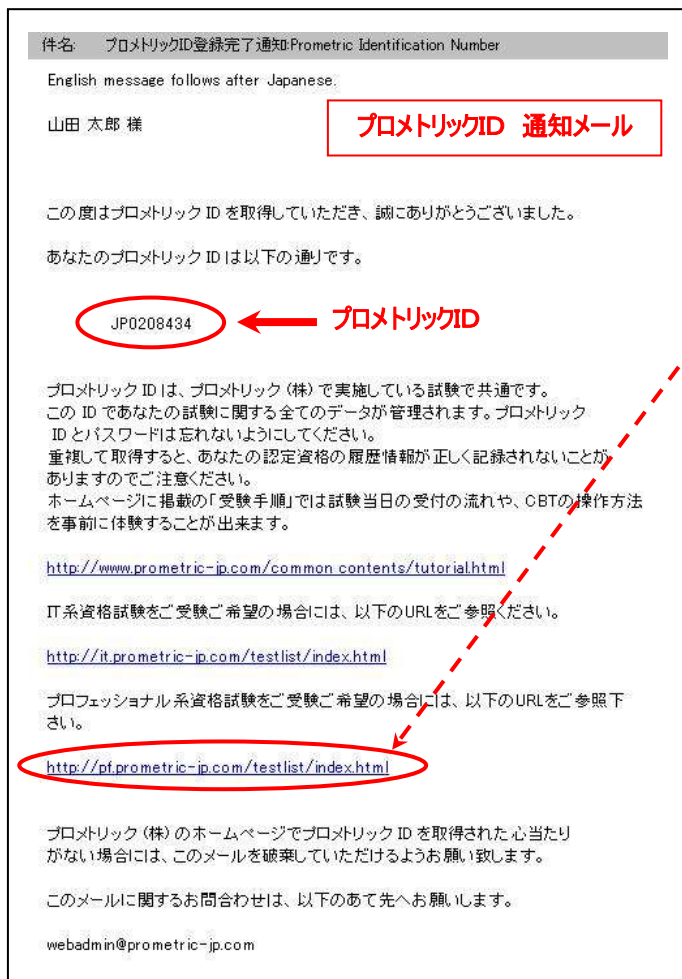 件名: プロメトリックID登録完了通知:Prometric Identification Number
English message follows after Japanese.
山田 太郎 様
プロメトリックID 通知メール
この度はプロメトリック ID を取得していただき、誠にありがとうございました。
あなたのプロメトリック ID は以下の通りです。
JP0208434
プロメトリックID
プロメトリック ID は、プロメトリック (株) で実施している試験で共通です。
この ID であなたの試験に関する全てのデータが管理されます。プロメトリック
ID とパスワードは忘れないようにしてください。
重複して取得すると、あなたの認定資格の履歴情報が正しく記録されないことが
ありますのでご注意ください。
ホームページに掲載の「受験手順」では試験当日の受付の流れや、CBTの操作方法
を事前に体験することが出来ます。
http://www.prometric-jp.com/common contents/tutorial.html
IT系資格試験をご受験ご希望の場合には、以下のURLをご参照ください。
http://it.prometric-jp.com/testlist/index.html
プロフェッショナル系資格試験をご受験ご希望の場合には、以下のURLをご参照下
さい。
http://pf.prometric-jp.com/testlist/index.html
プロメトリック (株) のホームページでプロメトリック ID を取得された心当たり
がない場合には、このメールを破棄していただけるようお願い致します。
このメールに関するお問合わせは、以下のあて先へお願いします。
webadmin@prometric-jp.com